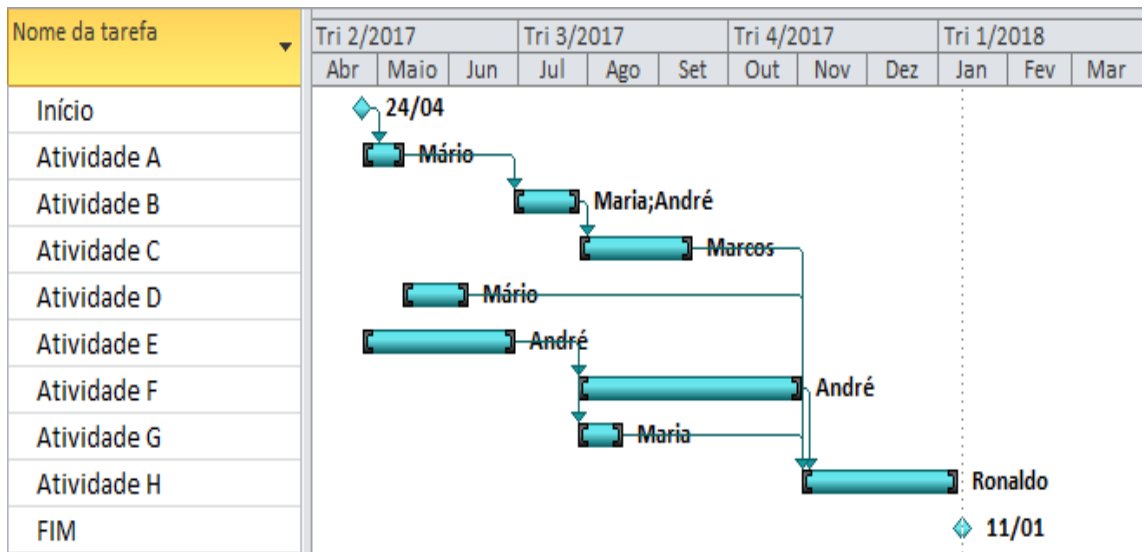 Nome da tarefa
Tri 2/2017 Tri 3/2017 Tri 4/2017 Tri 1/2018
Abr Maio Jun Jul Ago Set Out Nov Dez Jan Fev Mar
Início 24/04
Atividade A Mário
Atividade B Maria;André
Atividade C Marcos
Atividade D Mário
Atividade E André
Atividade F André
Atividade G Maria
Atividade H Ronaldo
FIM 11/01